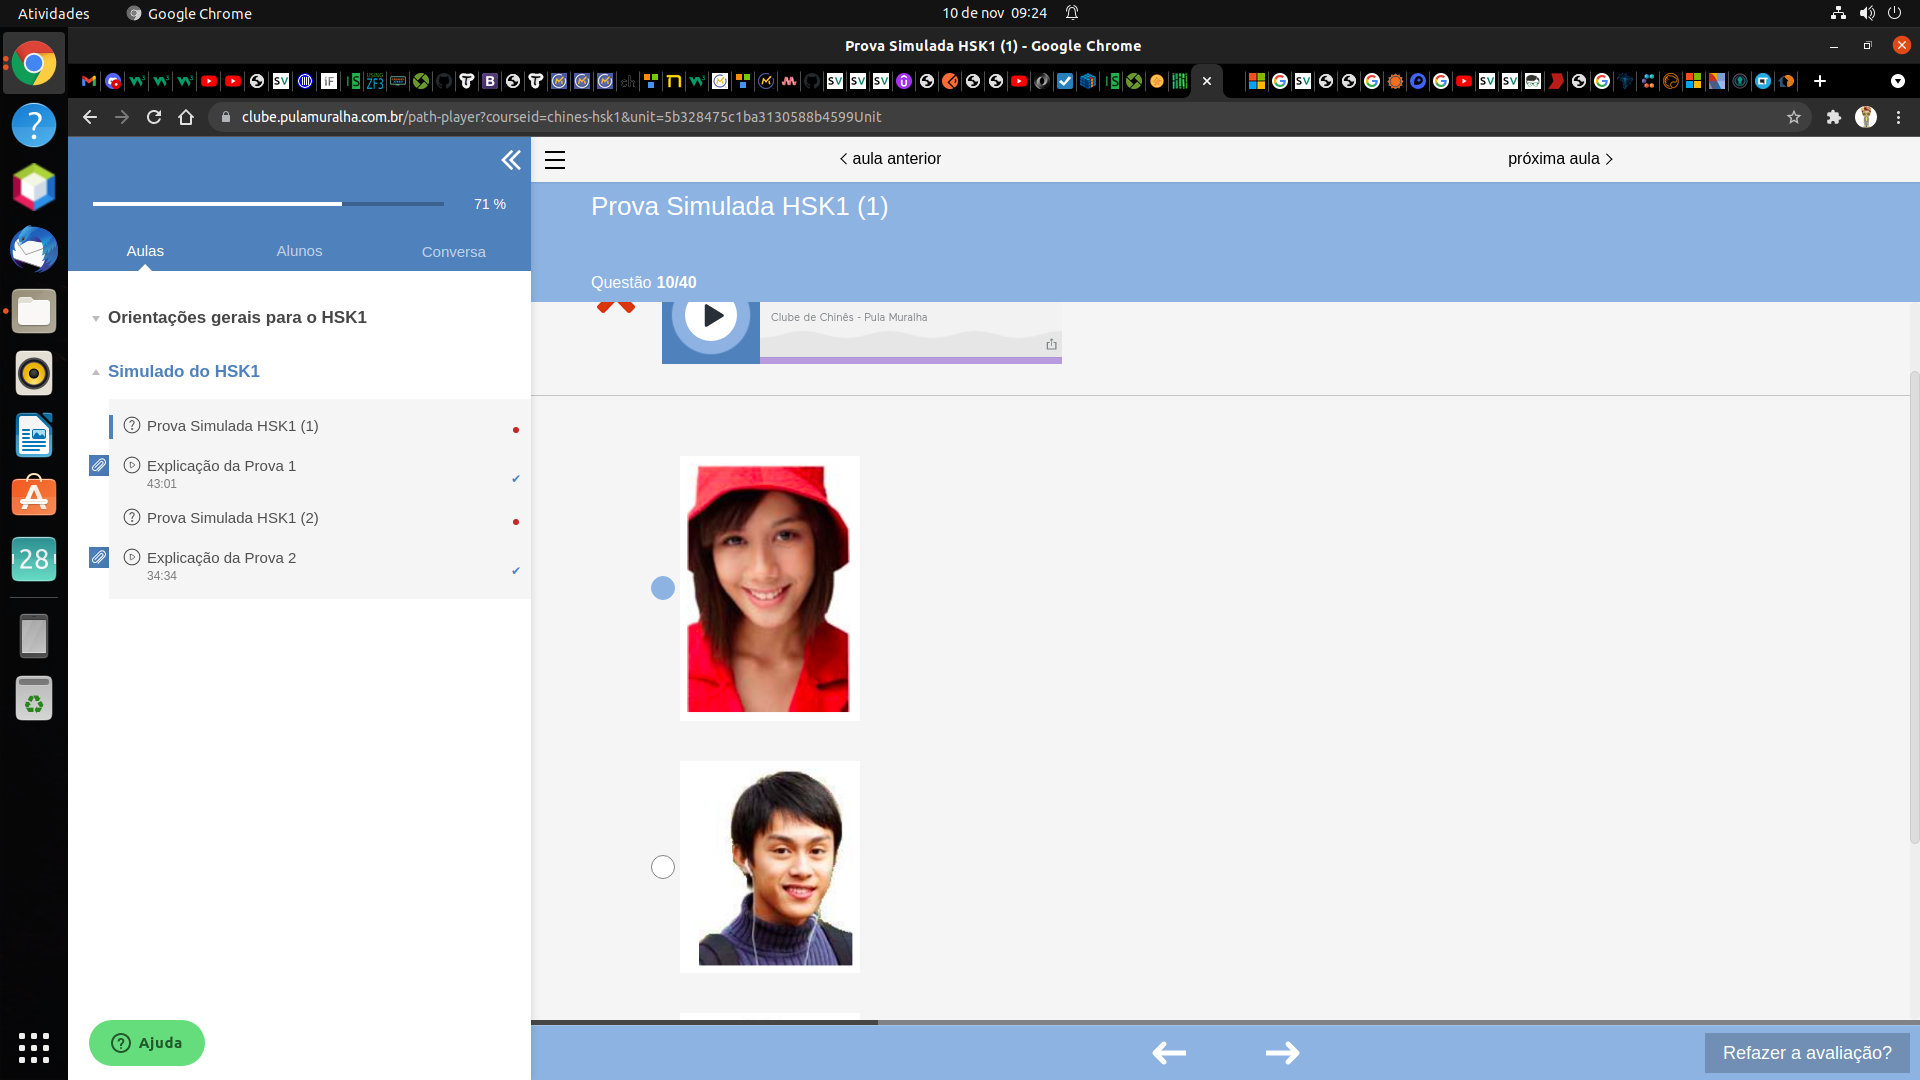 Atividades
Google Chrome
10 de nov 09:24
Prova Simulada HSK1 (1) - Google Chrome
clube.pulamuralha.com.br/path-player?courseid=chines-hsk1&unit=5b328475c1ba3130588b4599Unit
71 %
Aulas
Alunos
Conversa
Orientações gerais para o HSK1
Simulado do HSK1
Prova Simulada HSK1 (1)
Explicação da Prova 1
43:01
Prova Simulada HSK1 (2)
Explicação da Prova 2
34:34
Ajuda
28
aula anterior
próxima aula
Prova Simulada HSK1 (1)
Questão 10/40
Clube de Chinês - Pula Muralha
Refazer a avaliação?